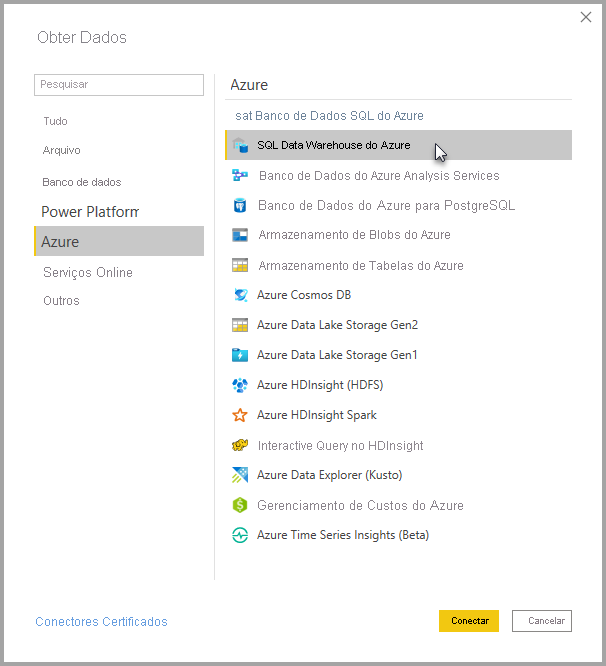 Obter Dados
Pesquisar
Tudo
Arquivo
Banco de dados
Power Platform
Azure
Serviços Online
Outros
Azure
sat Banco de Dados SQL do Azure
SQL Data Warehouse do Azure
Banco de Dados do Azure Analysis Services
Banco de Dados do Azure para PostgreSQL
Armazenamento de Blobs do Azure
Armazenamento de Tabelas do Azure
Azure Cosmos DB
Azure Data Lake Storage Gen2
Azure Data Lake Storage Gen1
Azure HDInsight (HDFS)
Azure HDInsight Spark
Interactive Query no HDInsight
Azure Data Explorer (Kusto)
Gerenciamento de Custos do Azure
Azure Time Series Insights (Beta)
Conectores Certificados
Conectar
Cancelar